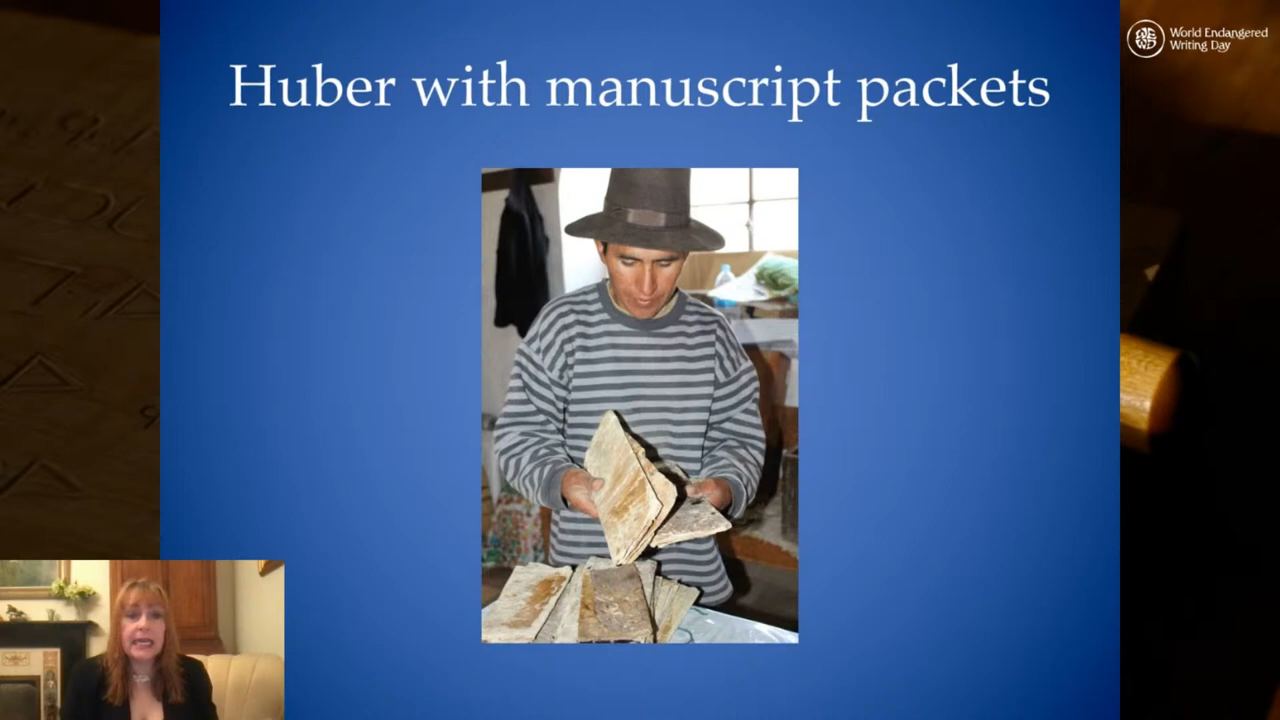 Huber with manuscript packets
World Endangered
Writing Day